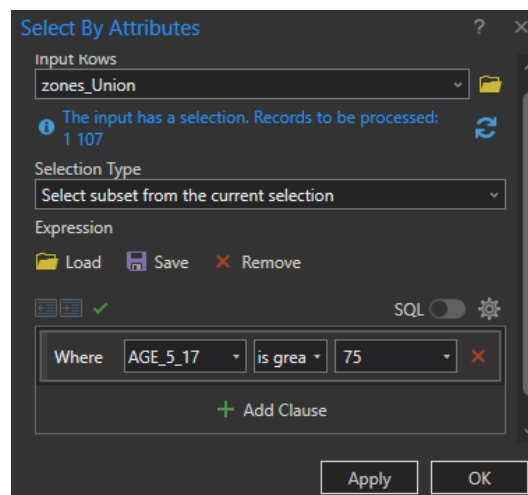 Select By Attributes ?
Input Rows
zones_Union
The input has a selection. Records to be processed:
1 107
Selection Type
Select subset from the current selection
Expression
Load Save Remove
SQL
Where AGE_5_17 is grea 75
Add Clause
Apply OK